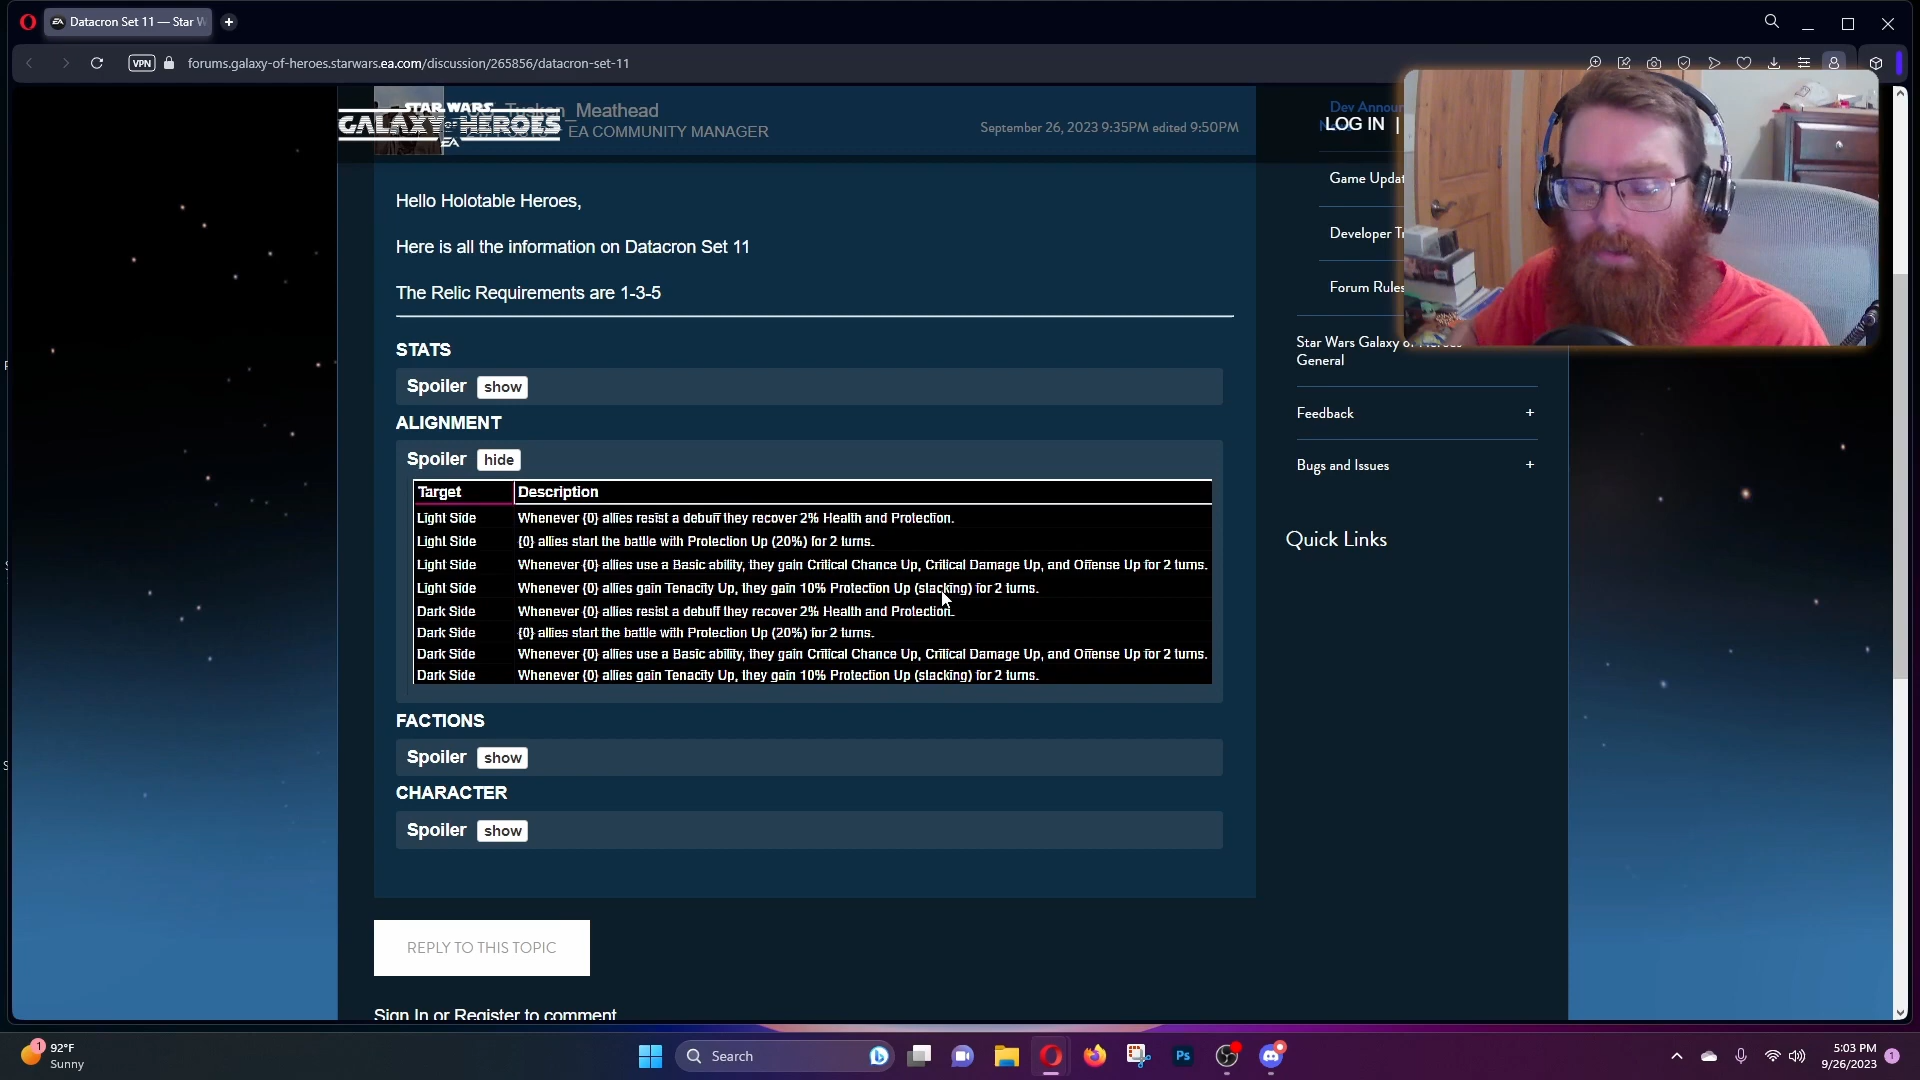 Datacron Set 11 — Star W
VPN
forums.galaxy-of-heroes.starwars.ea.com/discussion/265856/datacron-set-11
STAR WARS
GALAXY OF HEROES
EA
_Meathead
EA COMMUNITY MANAGER
September 26, 2023 9:35PM edited 9:50PM
Dev Annou
LOG IN |
Hello Holotable Heroes,
Game Updat
Here is all the information on Datacron Set 11
Developer Tr
The Relic Requirements are 1-3-5
Forum Rules
STATS
Star Wars Galaxy of Heroes
General
Spoiler show
ALIGNMENT
Feedback +
Spoiler hide
Bugs and Issues +
Target Description
Light Side Whenever {0} allies resist a debuff they recover 2% Health and Protection.
Light Side {0} allies start the battle with Protection Up (20%) for 2 turns.
Quick Links
Light Side Whenever {0} allies use a Basic ability, they gain Critical Chance Up, Critical Damage Up, and Offense Up for 2 turns.
Light Side Whenever {0} allies gain Tenacity Up, they gain 10% Protection Up (stacking) for 2 turns.
Dark Side Whenever {0} allies resist a debuff they recover 2% Health and Protection.
Dark Side {0} allies start the battle with Protection Up (20%) for 2 turns.
Dark Side Whenever {0} allies use a Basic ability, they gain Critical Chance Up, Critical Damage Up, and Offense Up for 2 turns.
Dark Side Whenever {0} allies gain Tenacity Up, they gain 10% Protection Up (stacking) for 2 turns.
FACTIONS
Spoiler show
CHARACTER
Spoiler show
REPLY TO THIS TOPIC
Sign In or Register to comment.
1
92°F
Sunny
Search
Ps
5:03 PM
9/26/2023
1